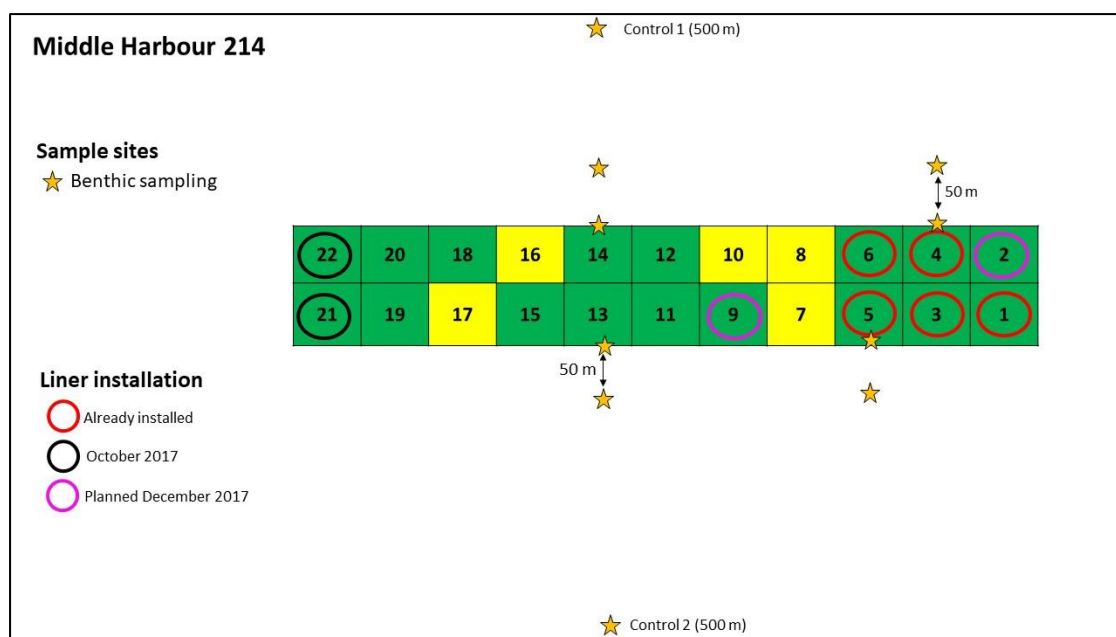 Control 1 (500 m)
Middle Harbour 214
Sample sites
Benthic sampling
50 m
22 20 18 16 14 12 10 8 6 4 2
21 19 17 15 13 11 9 7 5 3 1
50 m
Liner installation
Already installed
October 2017
Planned December 2017
Control 2 (500 m)